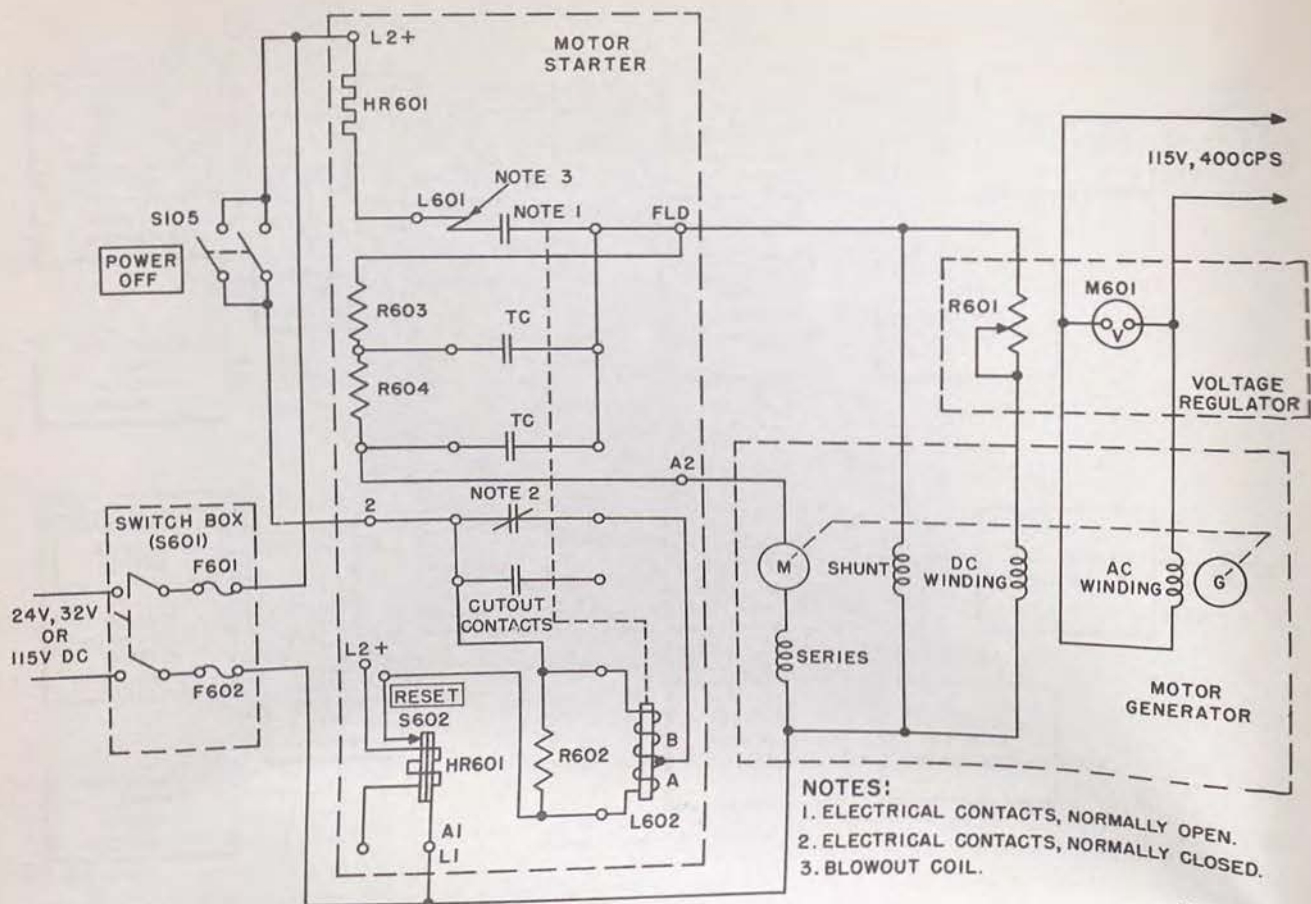 L2+
MOTOR
STARTER
HR601
115V, 400CPS
NOTE 3
L601
NOTE 1
FLD
S105
POWER
OFF
M601
R601
V
R603
TC
VOLTAGE
REGULATOR
R604
TC
A2
NOTE 2
2
SWITCH BOX
(S601)
F601
M
SHUNT
DC
WINDING
AC
WINDING
G
24V, 32V
OR
115V DC
CUTOUT
CONTACTS
F602
L2+
RESET
S602
SERIES
MOTOR
GENERATOR
HR601
R602
B
A
L602
A1
L1
NOTES:
1. ELECTRICAL CONTACTS, NORMALLY OPEN.
2. ELECTRICAL CONTACTS, NORMALLY CLOSED.
3. BLOWOUT COIL.